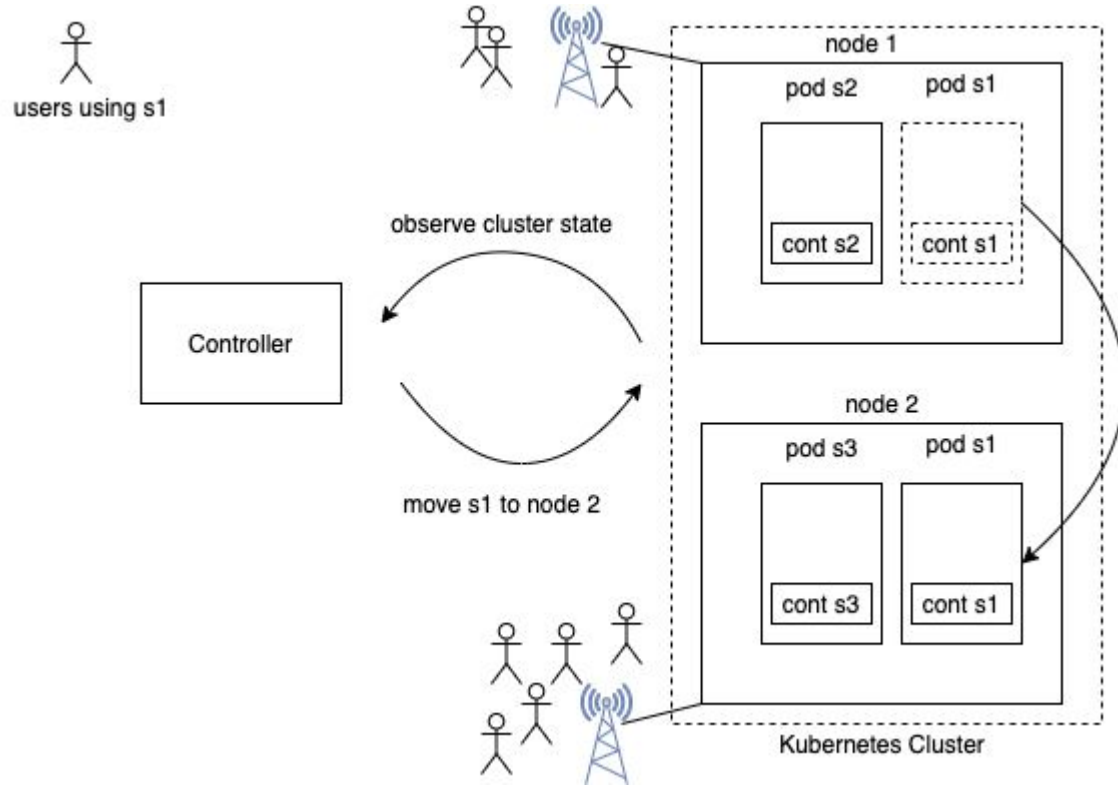 users using s1
node 1
pod s2
pod s1
cont s2
cont s1
observe cluster state
Controller
move s1 to node 2
node 2
pod s3
pod s1
cont s3
cont s1
Kubernetes Cluster